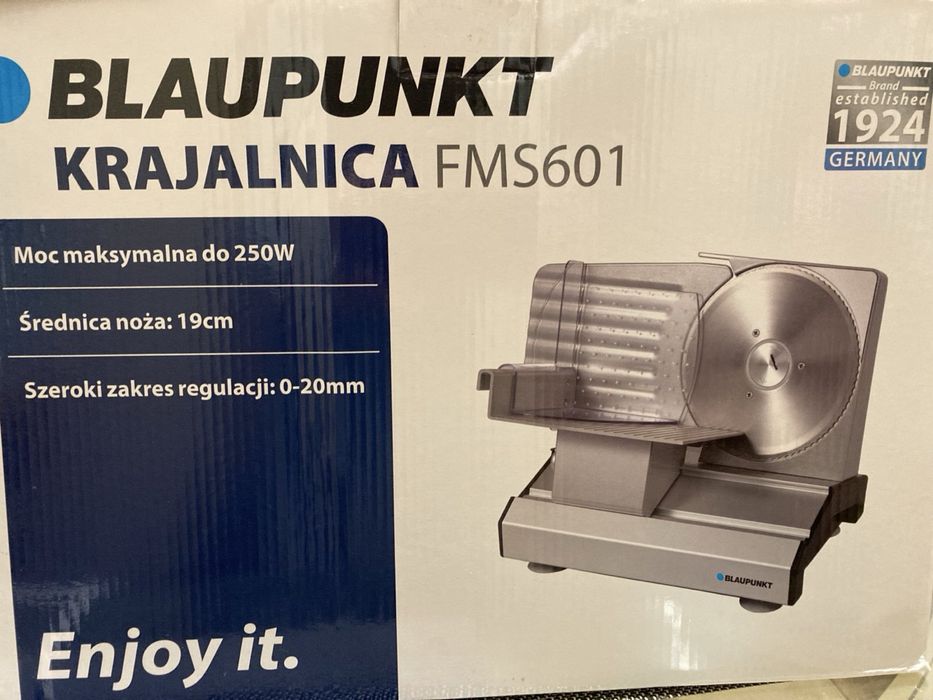 BLAUPUNKT
KRAJALNICA FMS601
BLAUPUNKT
Brand
established
1924
GERMANY
Moc maksymalna do 250W
Średnica noża: 19cm
Szeroki zakres regulacji: 0-20mm
BLAUPUNKT
Enjoy it.